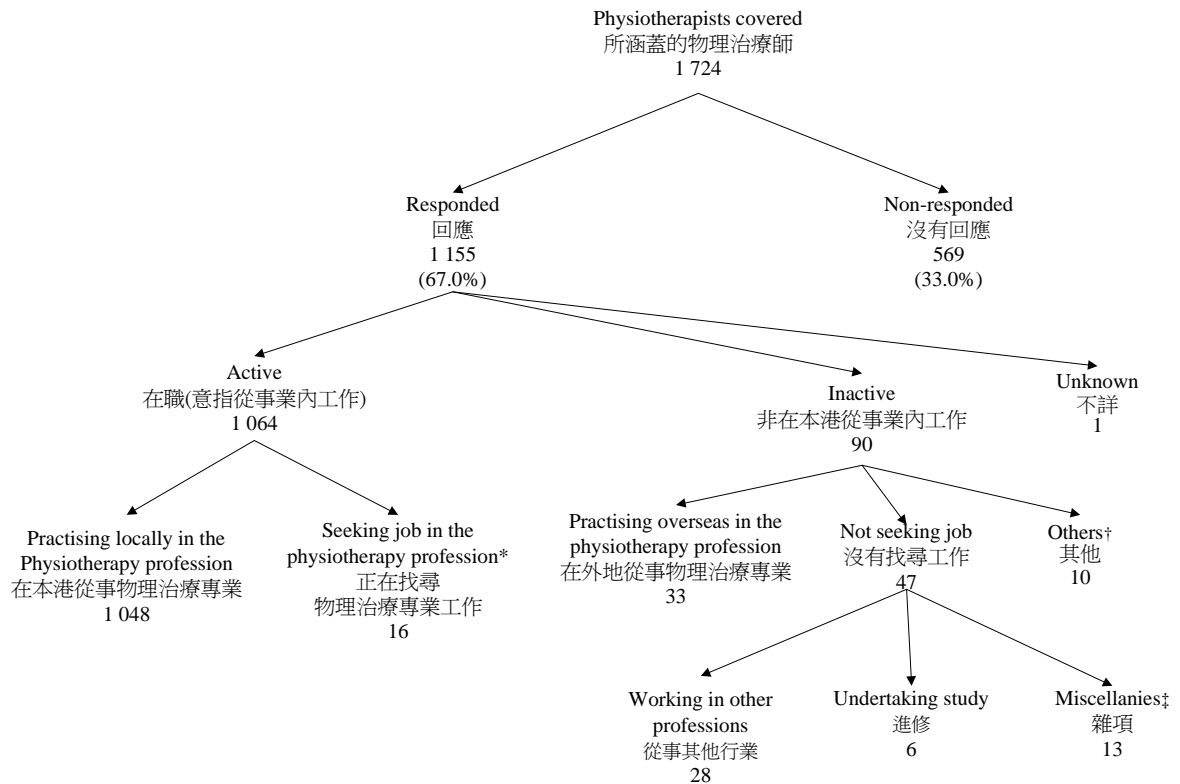 Physiotherapists covered
所涵蓋的物理治療師
1 724
Responded
回應
1 155
(67.0%)
Non-responded
沒有回應
569
(33.0%)
Active
在職(意指從事業內工作)
1 064
Inactive
非在本港從事業內工作
90
Unknown
不詳
1
Practising locally in the
Physiotherapy profession
在本港從事物理治療專業
1 048
Seeking job in the
physiotherapy profession*
正在找尋
物理治療專業工作
16
Practising overseas in the
physiotherapy profession
在外地從事物理治療專業
33
Not seeking job
沒有找尋工作
47
Others†
其他
10
Working in other
professions
從事其他行業
28
Undertaking study
進修
6
Miscellanies‡
雜項
13